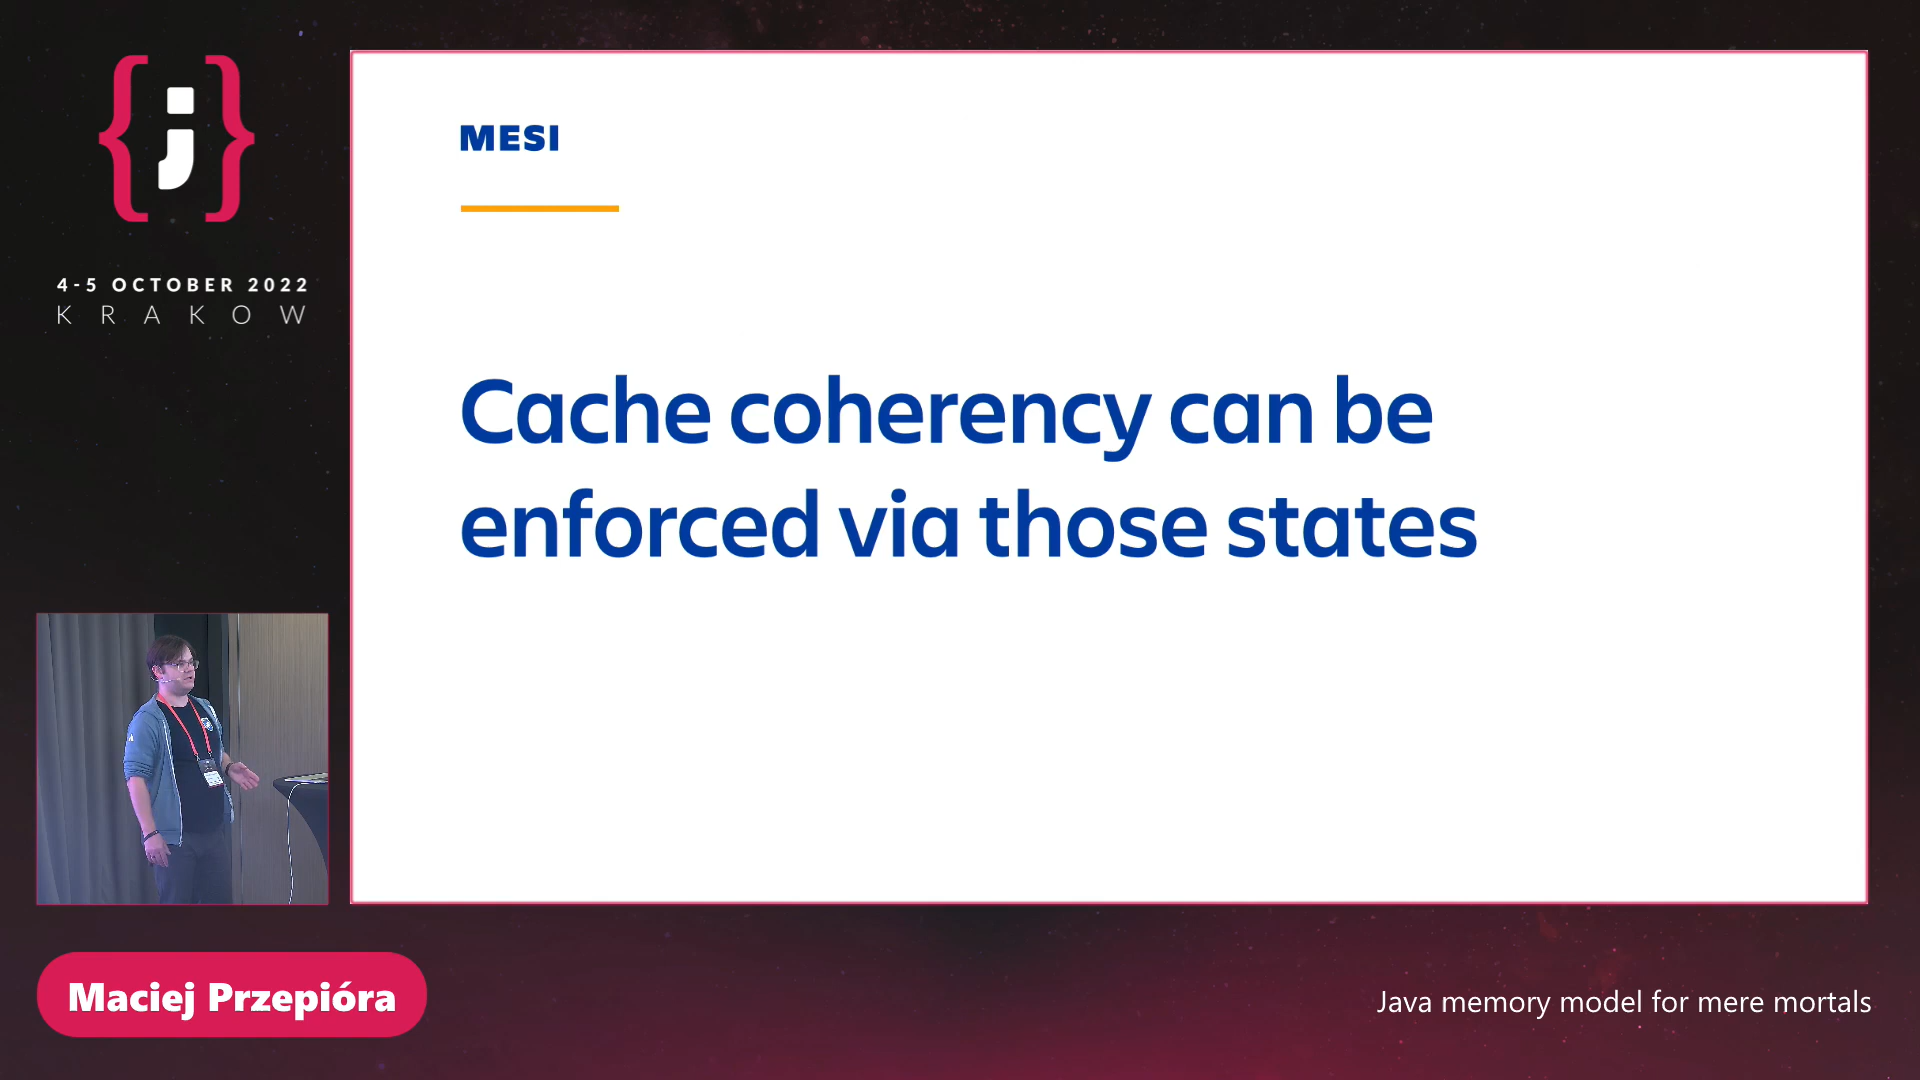 {;}
4-5 OCTOBER 2022
KRAKOW
MESI
Cache coherency can be
enforced via those states
Maciej Przepióra
Java memory model for mere mortals